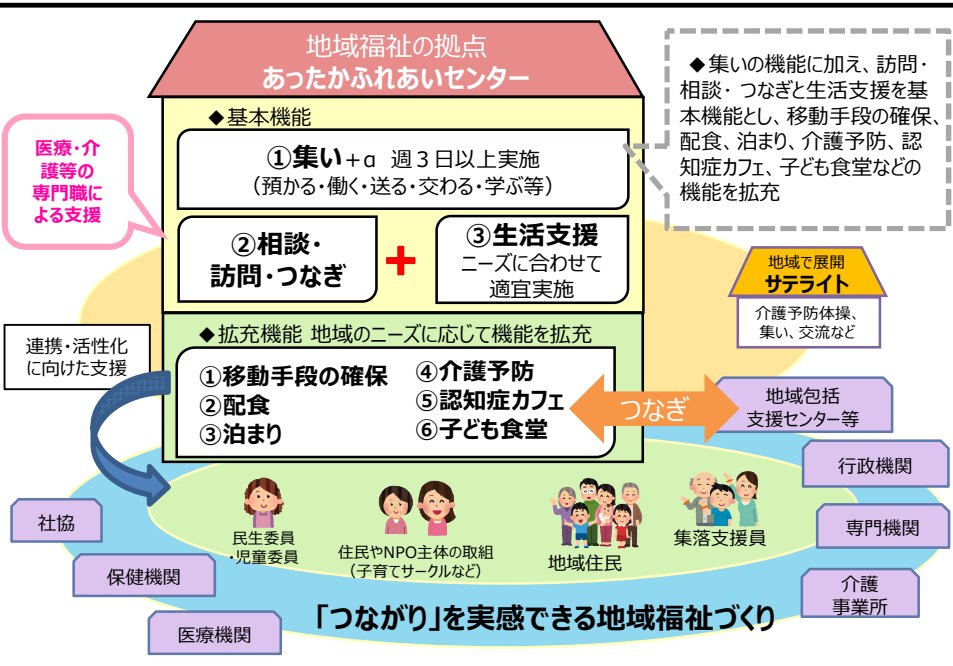 地域福祉の拠点
あったかふれあいセンター
◆集いの機能に加え、訪問・
相談・ つなぎと生活支援を基
本機能とし、移動手段の確保、
配食、泊まり、介護予防、認
知症カフェ、子ども食堂などの
機能を拡充
◆基本機能
①集い+α 週3日以上実施
（預かる・働く・送る・交わる・学ぶ等）
医療・介
護等の
専門職に
よる支援
②相談・
訪問・つなぎ
+
③生活支援
ニーズに合わせて
適宜実施
地域で展開
サテライト
介護予防体操、
集い、交流など
◆拡充機能 地域のニーズに応じて機能を拡充
①移動手段の確保
②配食
③泊まり
④介護予防
⑤認知症カフェ
⑥子ども食堂
連携・活性化
に向けた支援
つなぎ
地域包括
支援センター等
行政機関
専門機関
介護
事業所
社協
保健機関
医療機関
民生委員
・児童委員
住民やNPO主体の取組
（子育てサークルなど）
地域住民
集落支援員
「つながり」を実感できる地域福祉づくり